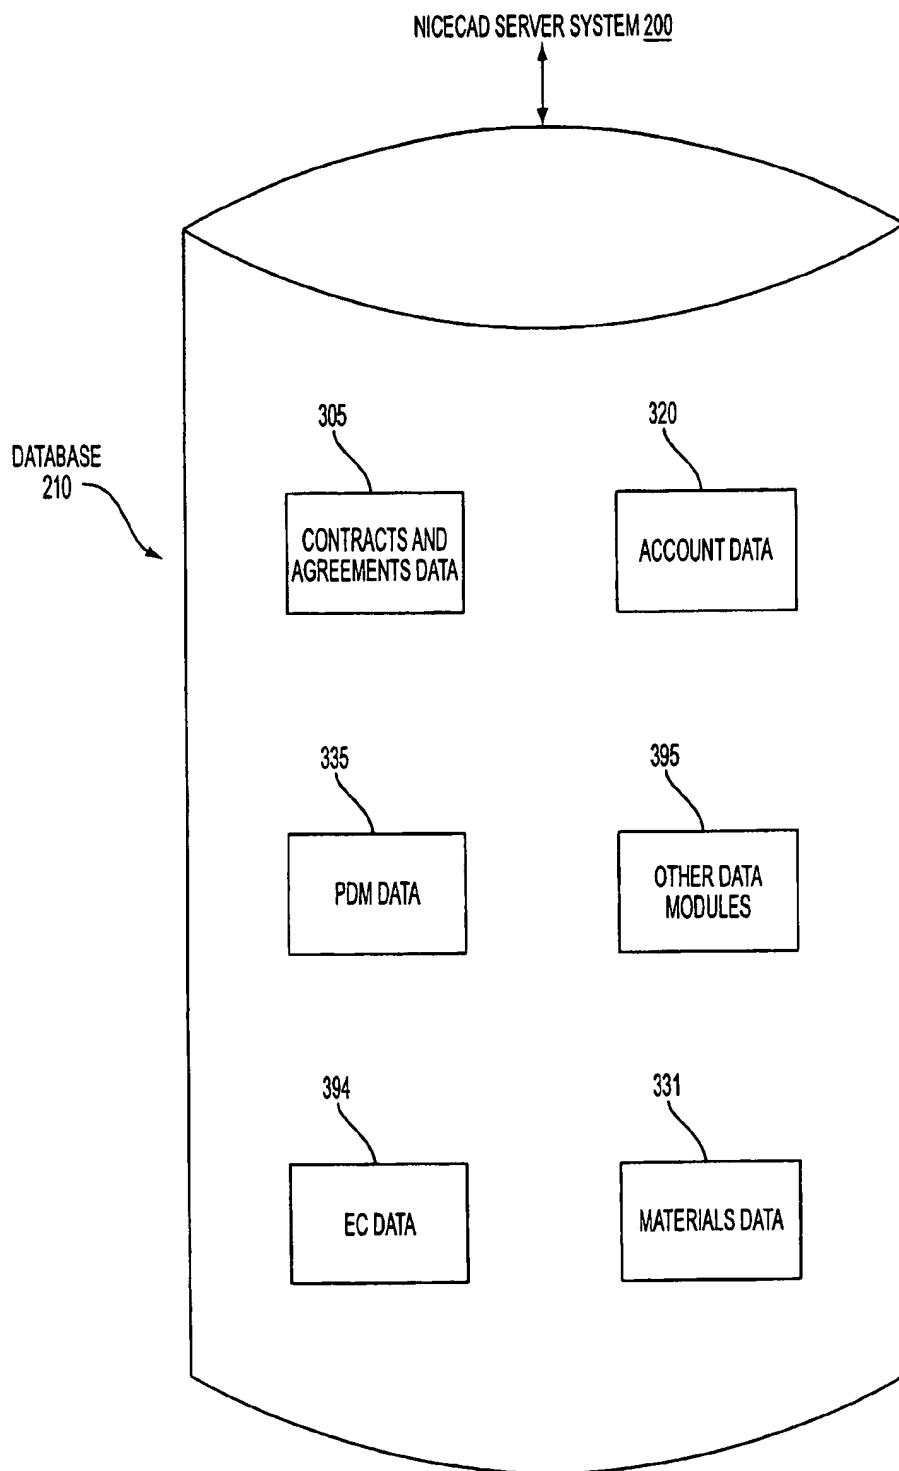 NICECAD SERVER SYSTEM 200
305
320
DATABASE
210
CONTRACTS AND
AGREEMENTS DATA
ACCOUNT DATA
335
395
PDM DATA
OTHER DATA
MODULES
394
331
EC DATA
MATERIALS DATA